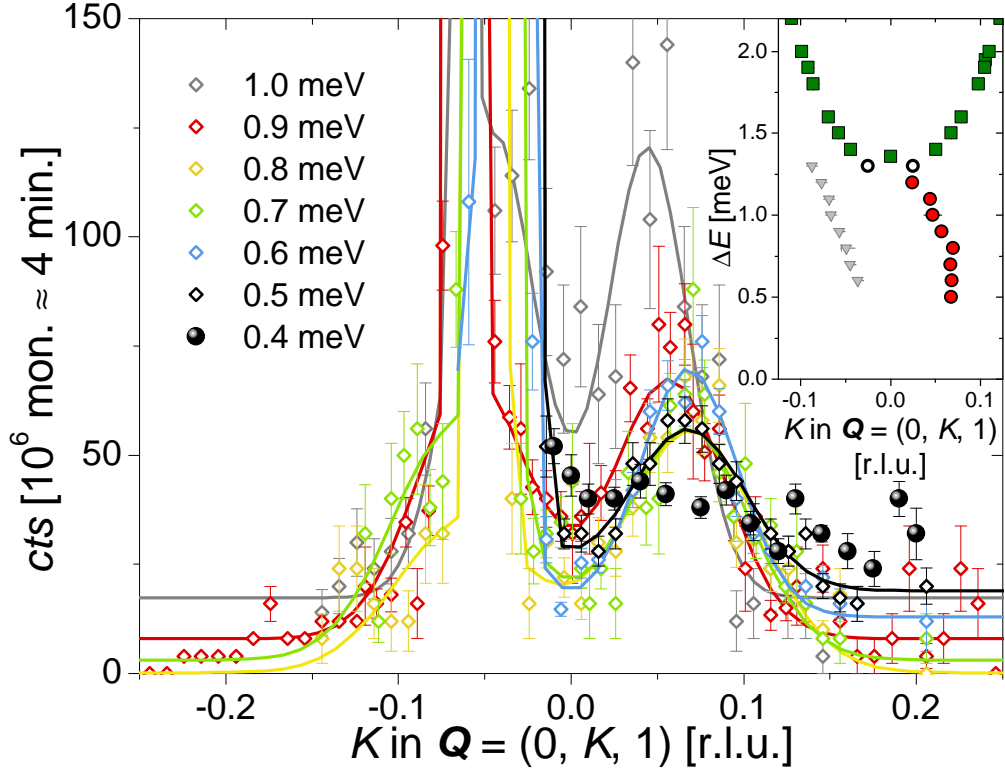 150
100
50
0
cts [10⁶ mon. ≈ 4 min.]
1.0 meV
0.9 meV
0.8 meV
0.7 meV
0.6 meV
0.5 meV
0.4 meV
-0.2
-0.1
0.0
0.1
0.2
K in Q = (0, K, 1) [r.l.u.]
2.0
1.5
1.0
0.5
0.0
ΔE [meV]
-0.1
0.0
0.1
K in Q = (0, K, 1)
[r.l.u.]